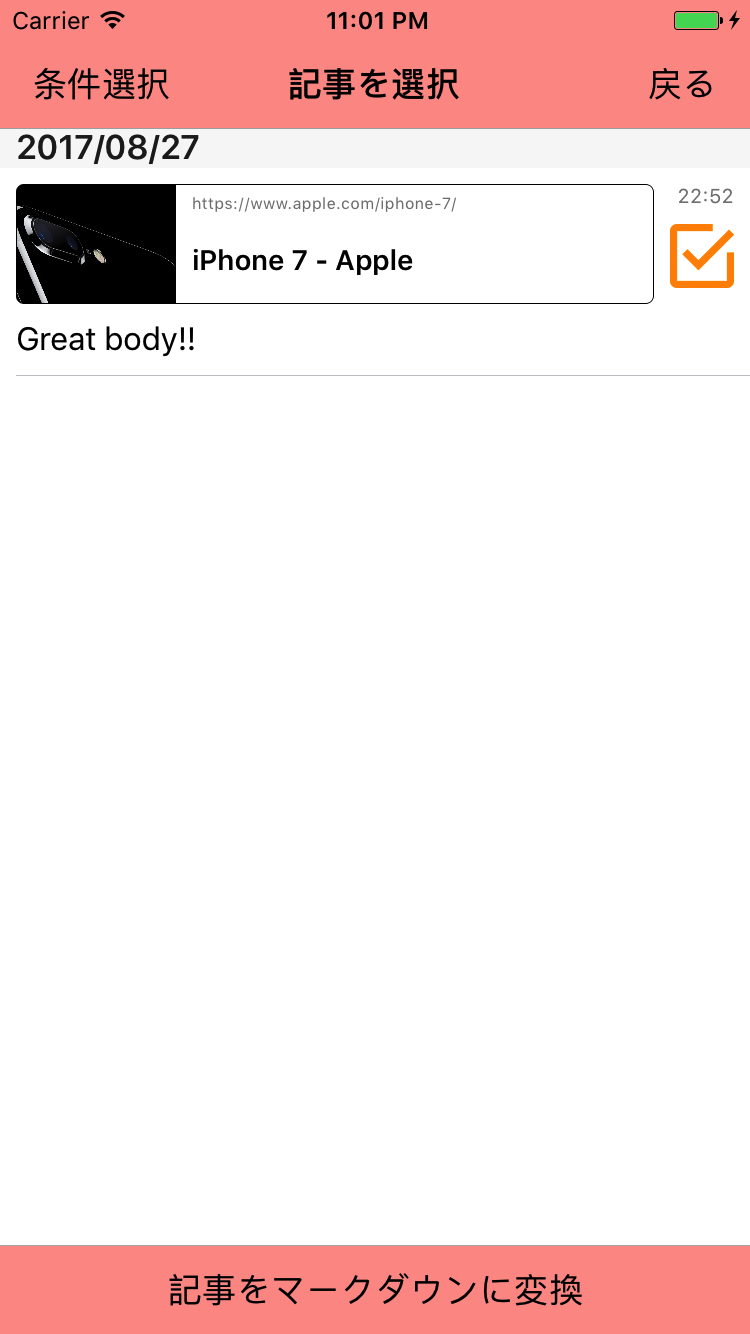 Carrier 11:01 PM
条件選択 記事を選択 戻る
2017/08/27
https://www.apple.com/iphone-7/ 22:52
iPhone 7 - Apple
Great body!!
記事をマークダウンに変換